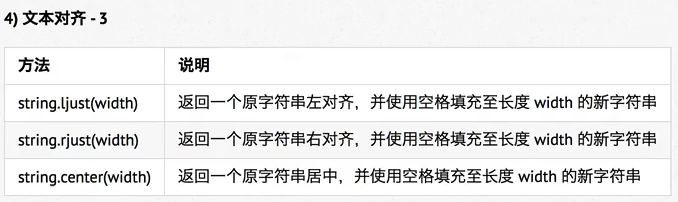 4) 文本对齐 - 3
方法 说明
string.ljust(width) 返回一个原字符串左对齐，并使用空格填充至长度 width 的新字符串
string.rjust(width) 返回一个原字符串右对齐，并使用空格填充至长度 width 的新字符串
string.center(width) 返回一个原字符串居中，并使用空格填充至长度 width 的新字符串